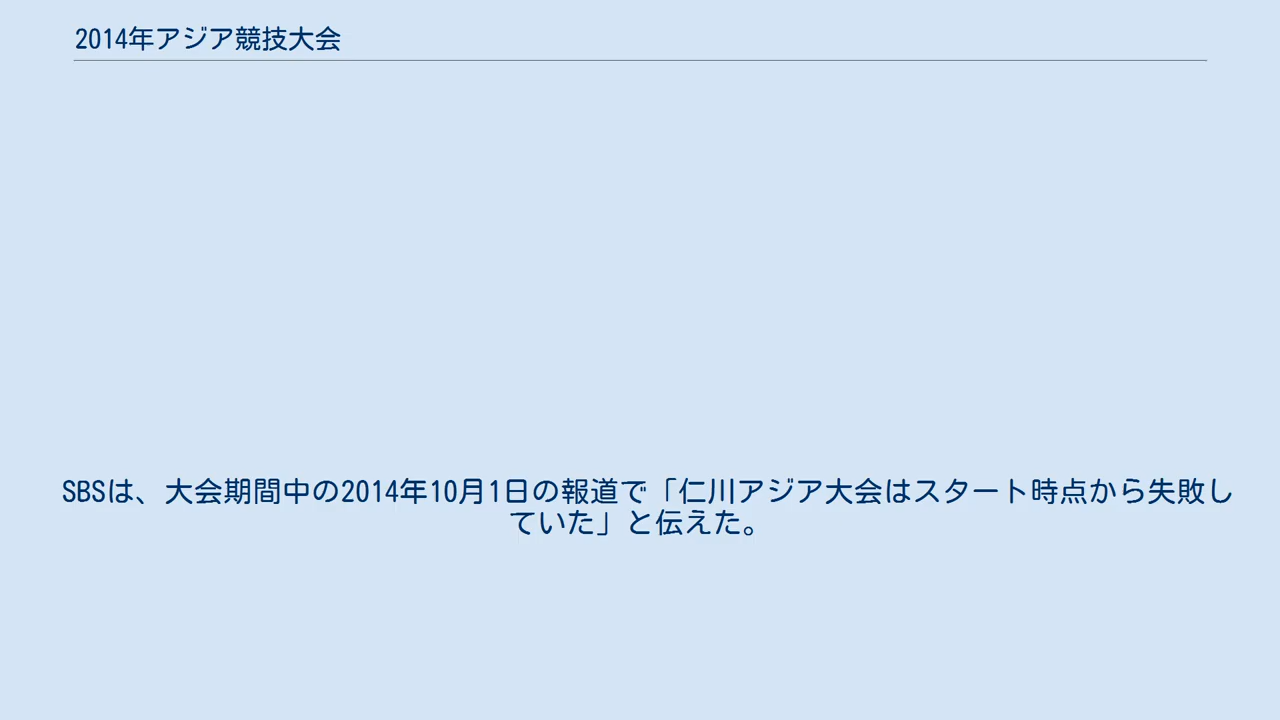 2014年アジア競技大会
SBSは、大会期間中の2014年10月1日の報道で「仁川アジア大会はスタート時点から失敗し
ていた」と伝えた。